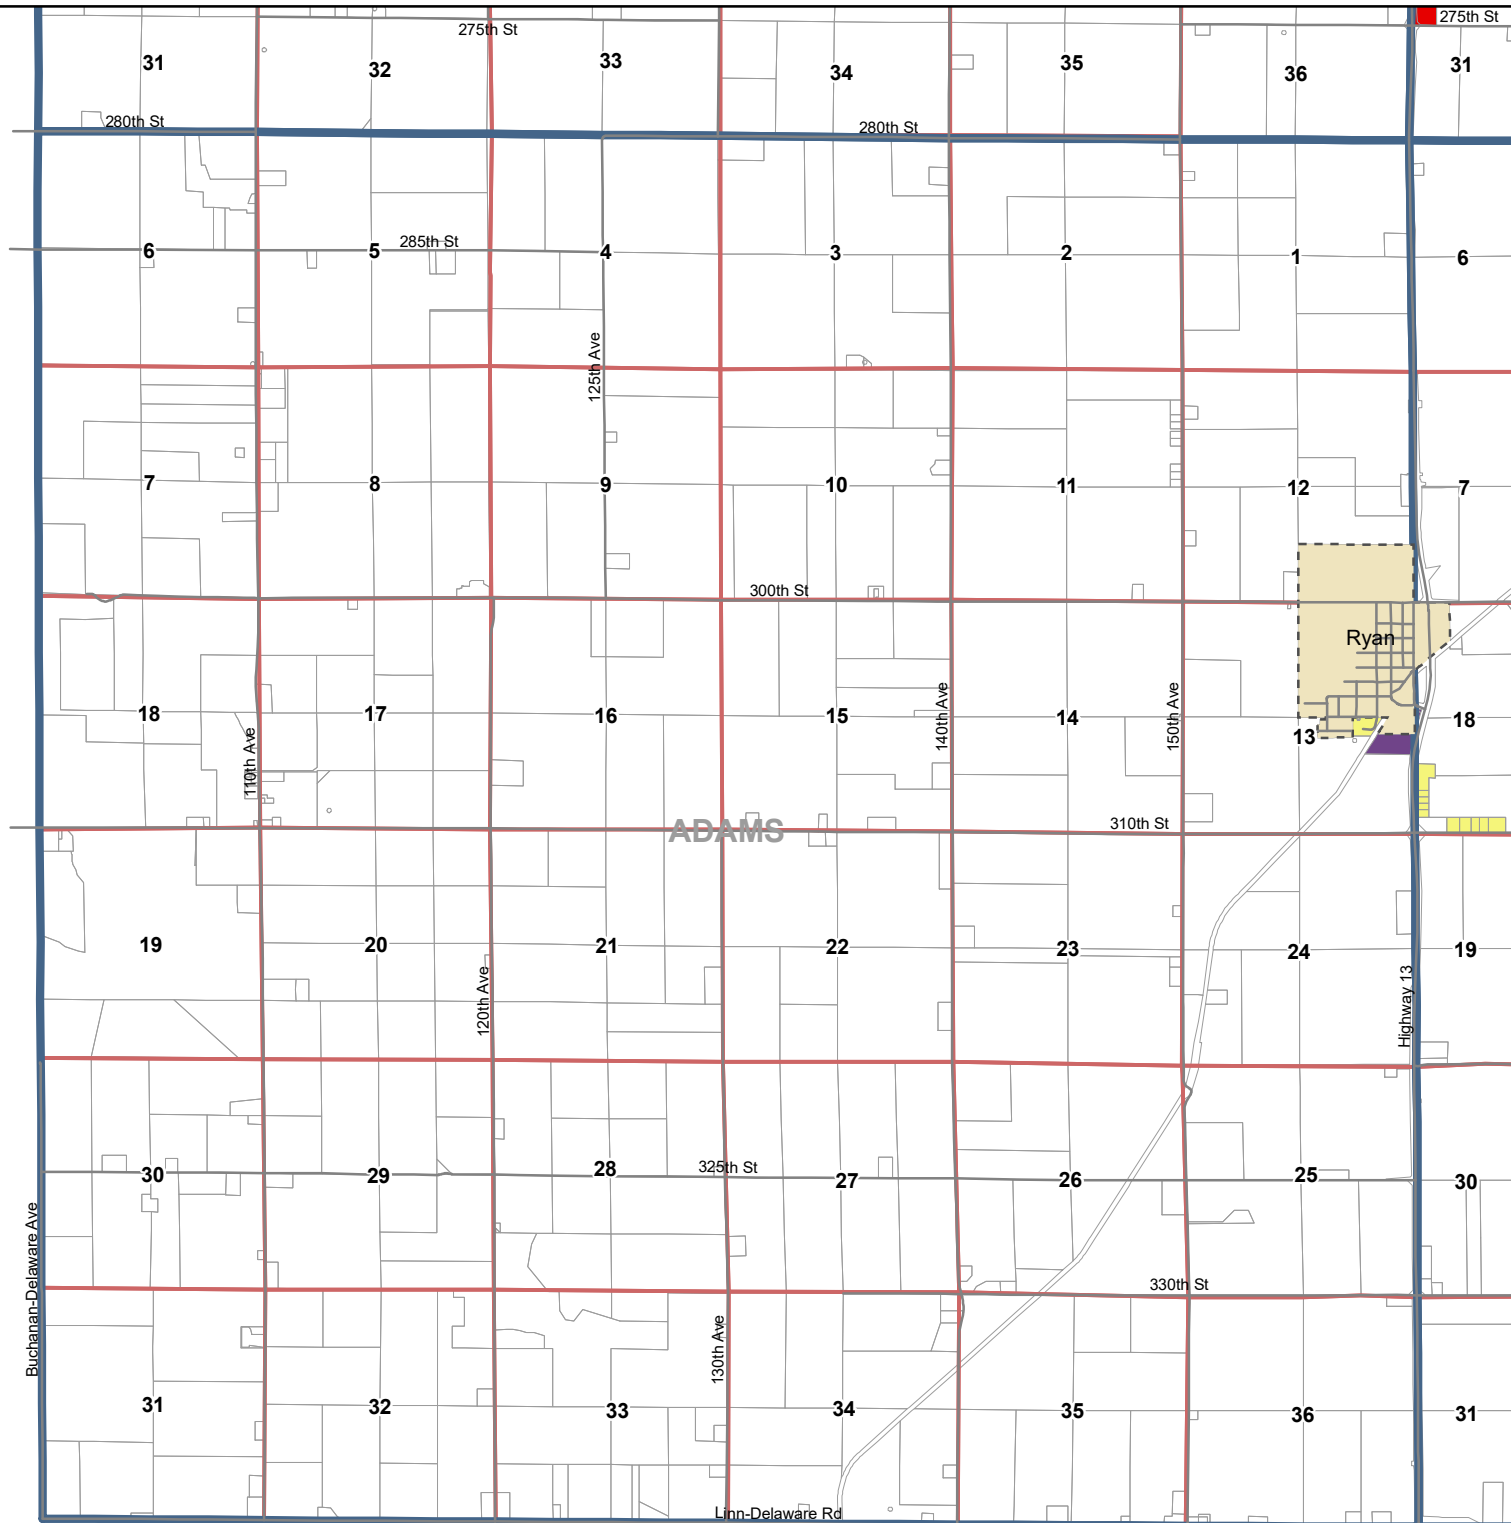 275th St
275th St
31
32
33
34
35
36
31
280th St
280th St
6
5
285th St
4
3
2
1
6
125th Ave
7
8
9
10
11
12
7
300th St
Ryan
18
17
16
15
14
13
18
110th Ave
140th Ave
150th Ave
ADAMS
310th St
19
20
21
22
23
24
19
120th Ave
Highway 13
30
29
28
325th St
27
26
25
30
Buchanan-Delaware Ave
330th St
130th Ave
31
32
33
34
35
36
31
Linn-Delaware Rd